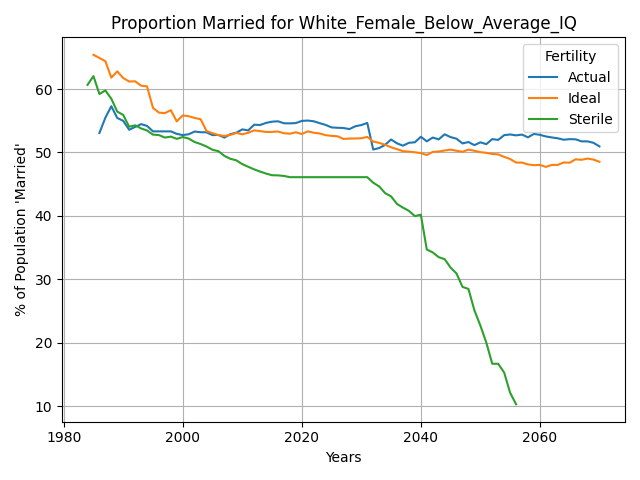 Proportion Married for White_Female_Below_Average_IQ
% of Population 'Married'
60
50
40
30
20
10
1980
2000
2020
2040
2060
Years
Fertility
Actual
Ideal
Sterile